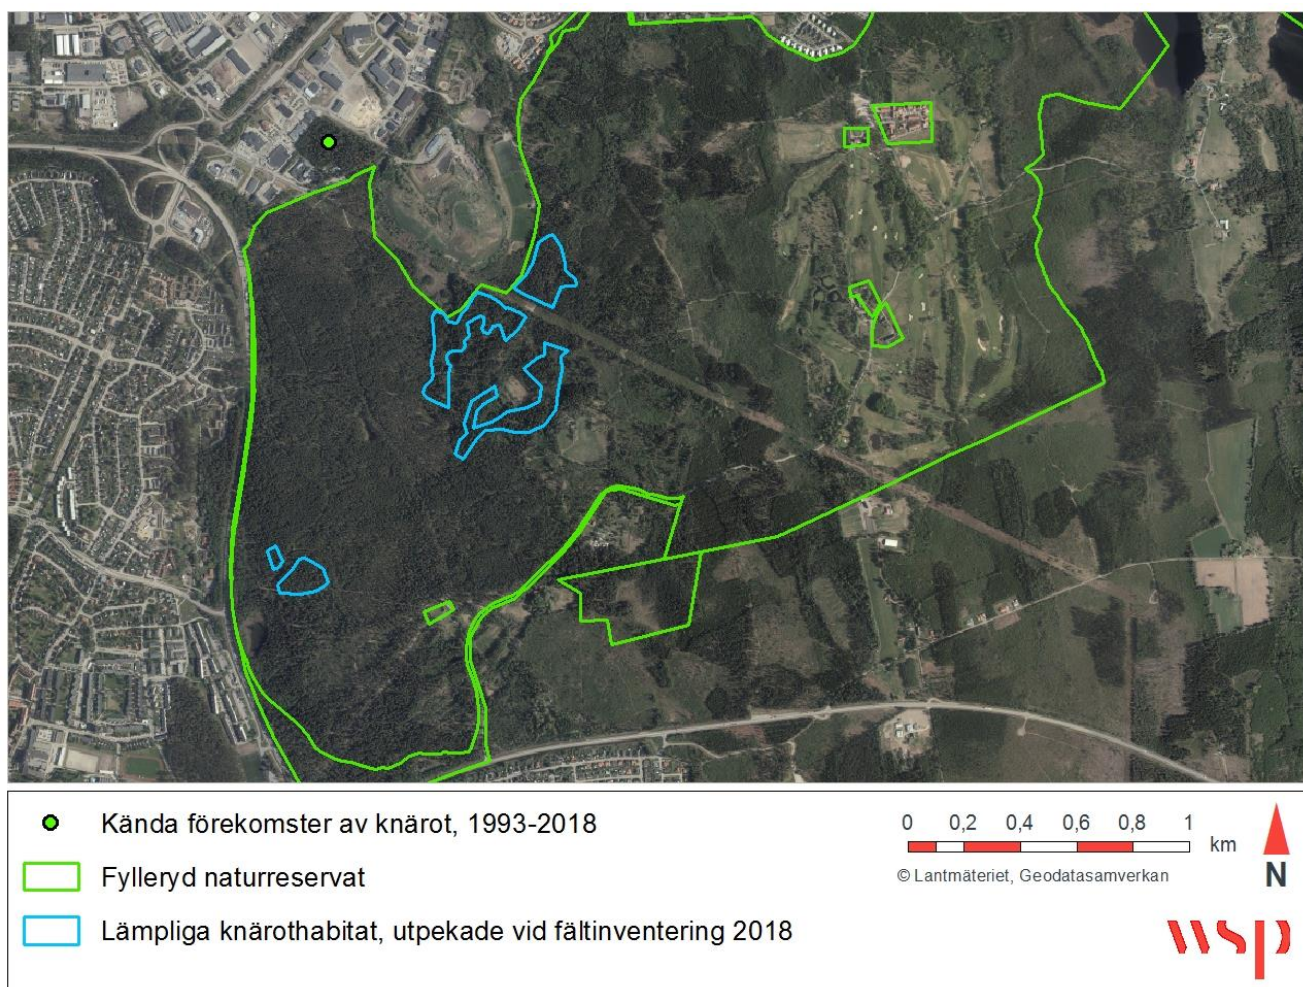 Kända förekomster av knärot, 1993-2018
Fylleryd naturreservat
Lämpliga knärothabitat, utpekade vid fältinventering 2018
0 0,2 0,4 0,6 0,8 1
km
© Lantmäteriet, Geodatasamverkan
N
wsp